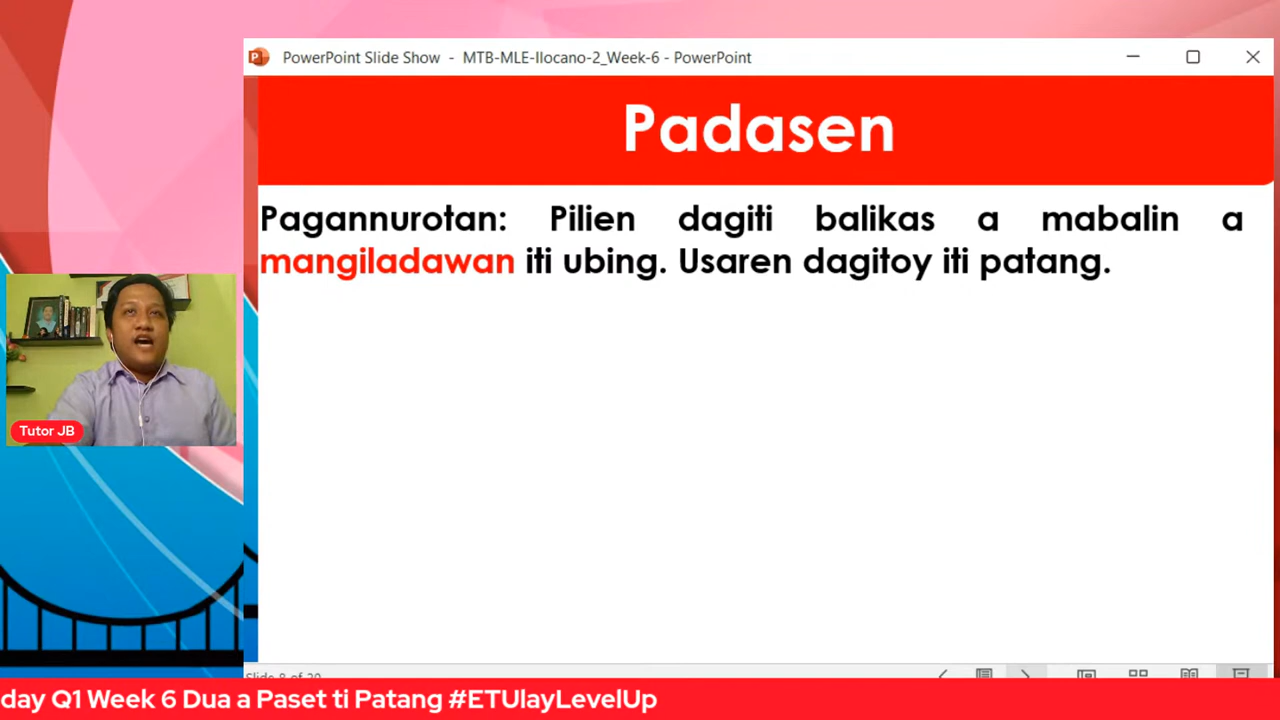 PowerPoint Slide Show - MTB-MLE-Ilocano-2_Week-6 - PowerPoint
Padasen
Pagannurotan: Pilien dagiti balikas a mabalin a
mangiladawan iti ubing. Usaren dagitoy iti patang.
Tutor JB
Slide 8 of 20
day Q1 Week 6 Dua a Paset ti Patang #ETUlayLevelUp